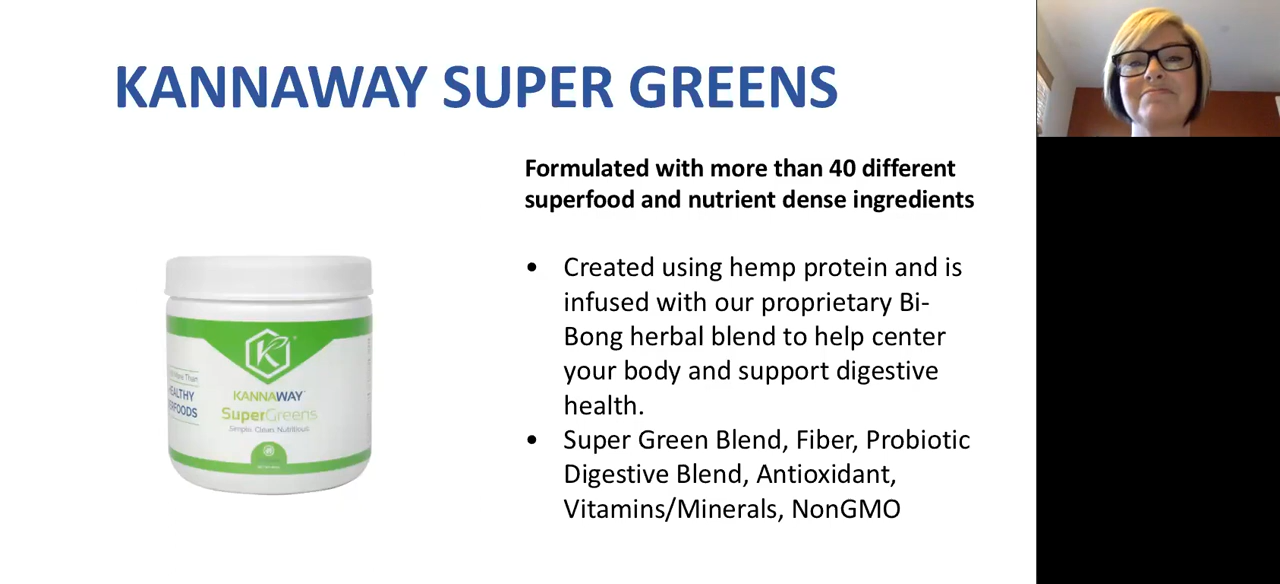 KANNAWAY SUPER GREENS
Formulated with more than 40 different
superfood and nutrient dense ingredients
• Created using hemp protein and is
infused with our proprietary Bi-
Bong herbal blend to help center
your body and support digestive
health.
• Super Green Blend, Fiber, Probiotic
Digestive Blend, Antioxidant,
Vitamins/Minerals, NonGMO
K
KANNAWAY
SuperGreens
Simple. Clean. Nutritious.
More Than